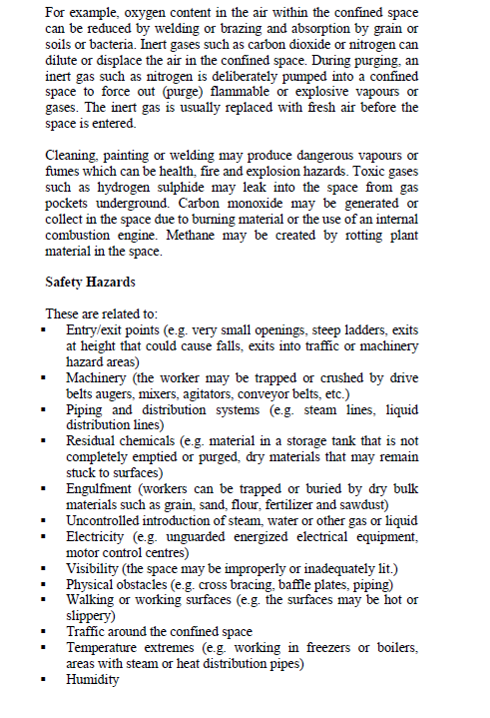 For example, oxygen content in the air within the confined space
can be reduced by welding or brazing and absorption by grain or
soils or bacteria. Inert gases such as carbon dioxide or nitrogen can
dilute or displace the air in the confined space. During purging, an
inert gas such as nitrogen is deliberately pumped into a confined
space to force out (purge) flammable or explosive vapours or
gases. The inert gas is usually replaced with fresh air before the
space is entered.

Cleaning, painting or welding may produce dangerous vapours or
fumes which can be health, fire and explosion hazards. Toxic gases
such as hydrogen sulphide may leak into the space from gas
pockets underground. Carbon monoxide may be generated or
collect in the space due to burning material or the use of an internal
combustion engine. Methane may be created by rotting plant
material in the space.

Safety Hazards

These are related to:
▪ Entry/exit points (e.g. very small openings, steep ladders, exits
at height that could cause falls, exits into traffic or machinery
hazard areas)
▪ Machinery (the worker may be trapped or crushed by drive
belts augers, mixers, agitators, conveyor belts, etc.)
▪ Piping and distribution systems (e.g. steam lines, liquid
distribution lines)
▪ Residual chemicals (e.g. material in a storage tank that is not
completely emptied or purged, dry materials that may remain
stuck to surfaces)
▪ Engulfment (workers can be trapped or buried by dry bulk
materials such as grain, sand, flour, fertilizer and sawdust)
▪ Uncontrolled introduction of steam, water or other gas or liquid
▪ Electricity (e.g. unguarded energized electrical equipment,
motor control centres)
▪ Visibility (the space may be improperly or inadequately lit.)
▪ Physical obstacles (e.g. cross bracing, baffle plates, piping)
▪ Walking or working surfaces (e.g. the surfaces may be hot or
slippery)
▪ Traffic around the confined space
▪ Temperature extremes (e.g. working in freezers or boilers,
areas with steam or heat distribution pipes)
▪ Humidity